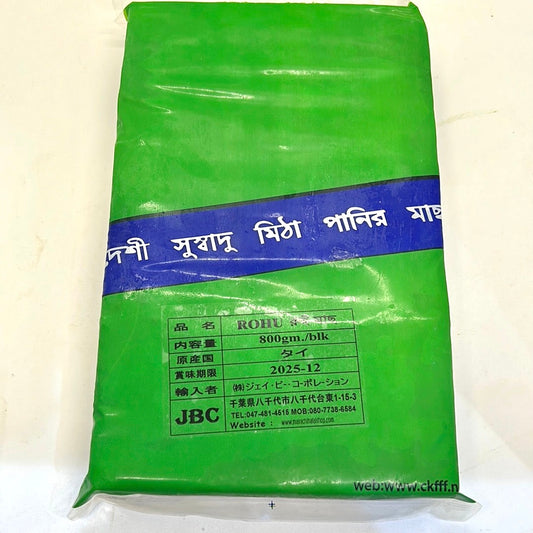 দেশী সুস্বাদু মিঠা পানির মাছ
品 名 ROHU রুই মাছ
内容量 800gm./blk
原産国 タイ
賞味期限 2025-12
輸入者 (株)ジェイ・ビー・コーポレーション
JBC 千葉県八千代市八千代台東1-15-3
TEL:047-481-4515 MOB:080-7738-6584
Website :
web:www.ckfff.n